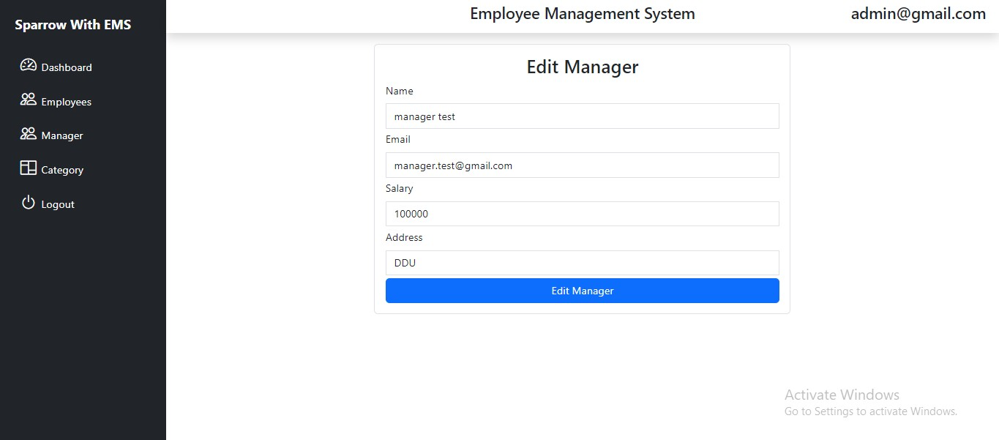 Sparrow With EMS
Dashboard
Employees
Manager
Category
Logout
Employee Management System
admin@gmail.com
Edit Manager
Name
manager test
Email
manager.test@gmail.com
Salary
100000
Address
DDU
Edit Manager
Activate Windows
Go to Settings to activate Windows.